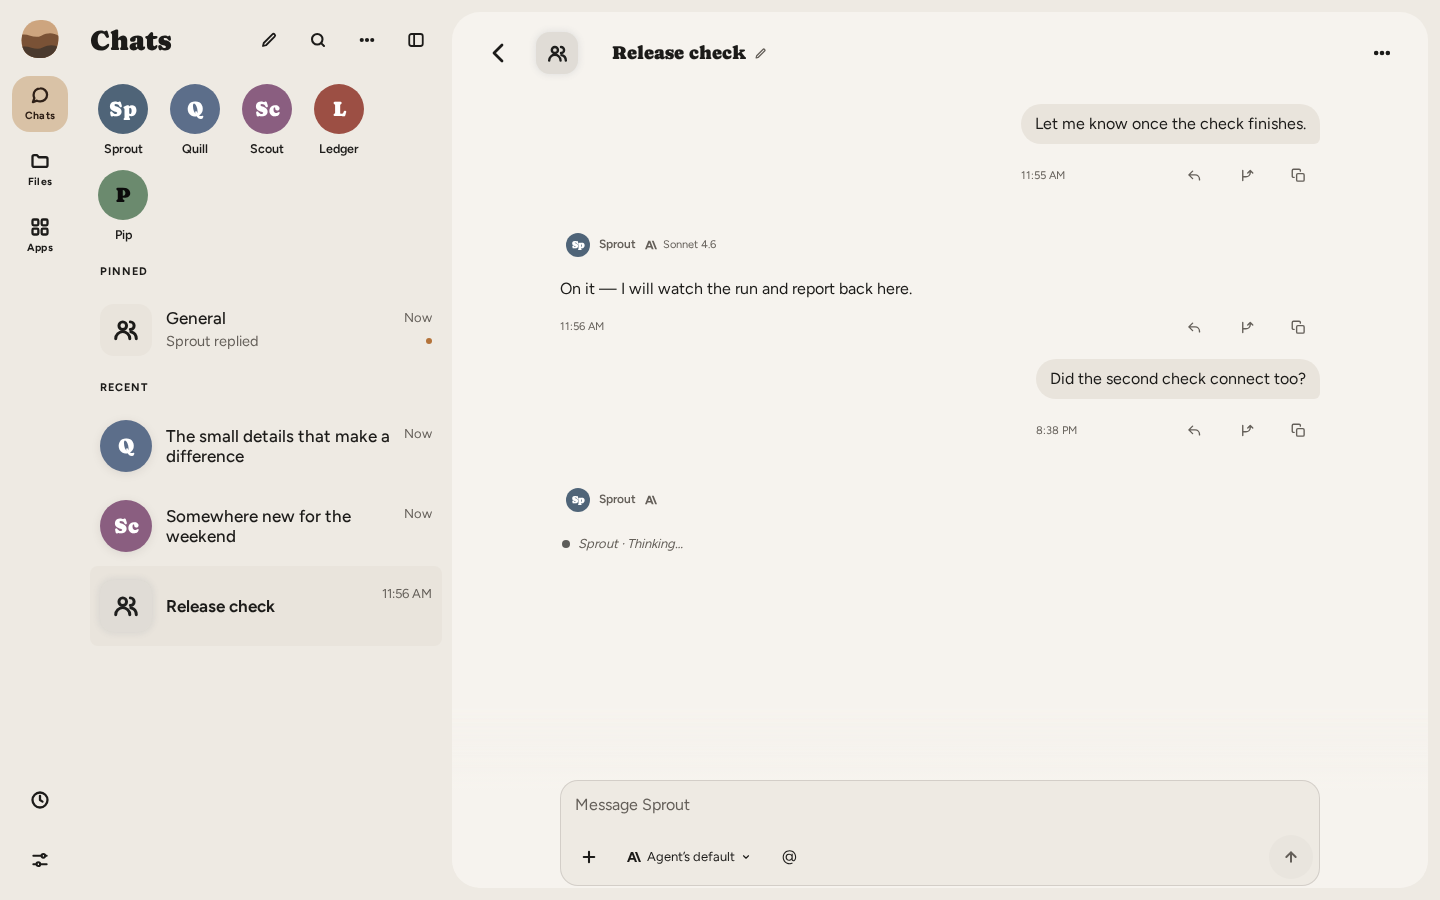 Chats
Chats
Files
Apps
Sp
Sprout
Q
Quill
Sc
Scout
L
Ledger
P
Pip
PINNED
General
Now
Sprout replied
RECENT
Q
The small details that make a
difference
Now
Sc
Somewhere new for the
weekend
Now
Release check
11:56 AM
Release check
Let me know once the check finishes.
11:55 AM
Sp Sprout Sonnet 4.6
On it — I will watch the run and report back here.
11:56 AM
Did the second check connect too?
8:38 PM
Sp Sprout
Sprout · Thinking...
Message Sprout
Agent's default
@